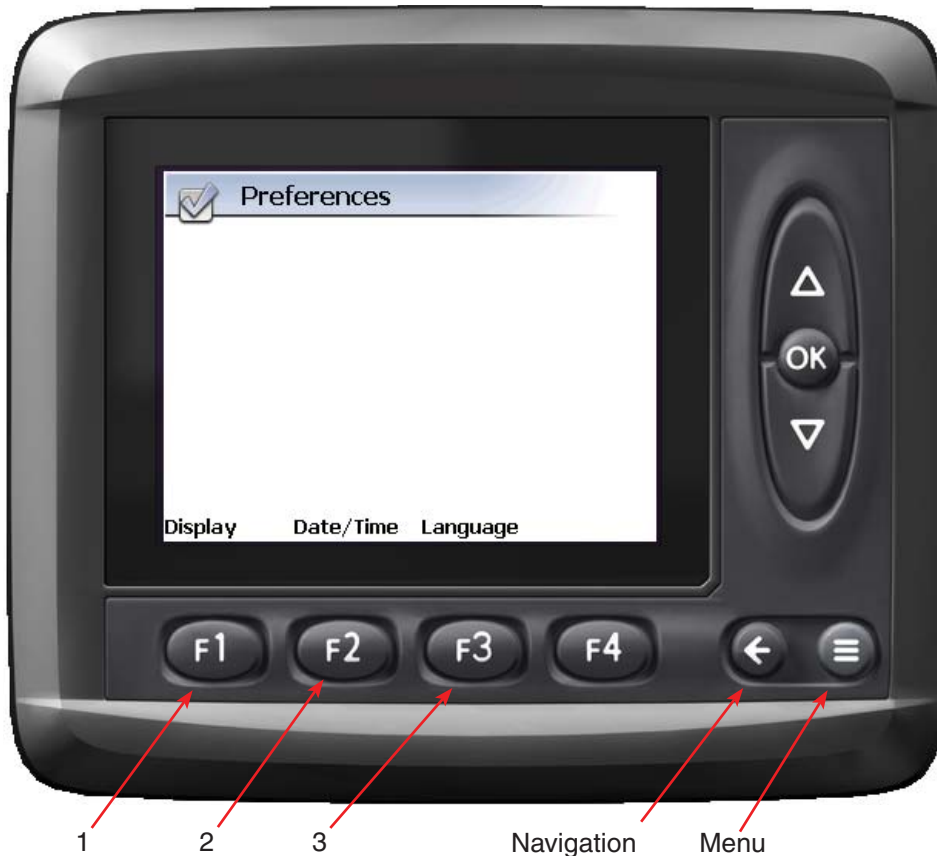 Preferences
OK
Display Date/Time Language
F1 F2 F3 F4
1 2 3 Navigation Menu